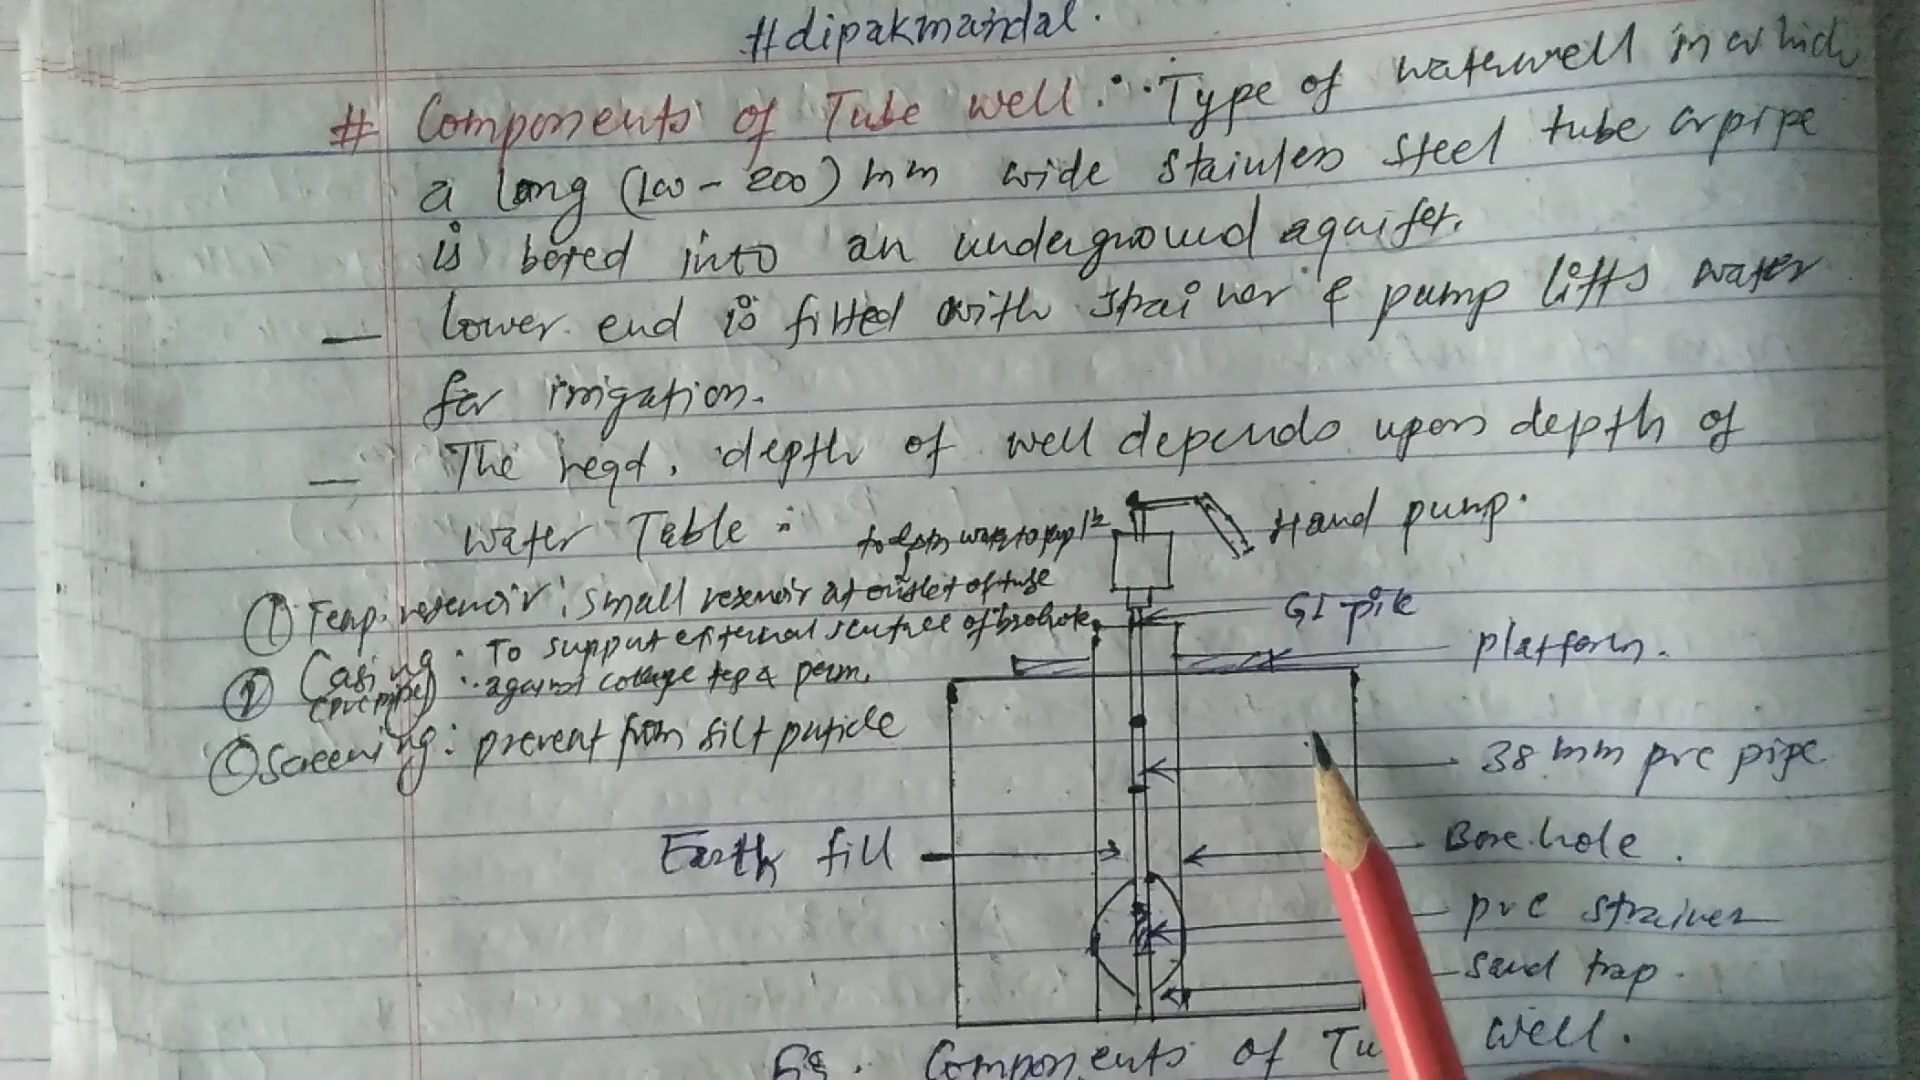 #dipakmandal.
# Components of Tube well :- Type of waterwell in which
a long (100 - 200) mm wide stainless steel tube or pipe
is bored into an underground aquifer.
— Lower end is fitted with strainer & pump lifts water
for irrigation.
— The reqd. depth of well depends upon depth of
water Table :
Hand pump.
① Temp. reservoir : small reservoir at outlet of tube
GI pile
② Casing : To support external of borehole
: against & perm.
platform.
③ Screening : prevent from silt paticle
38 mm pvc pipe
Earth fill
Bore hole.
pvc strainer
sand trap.
fig. Components of Tu well.